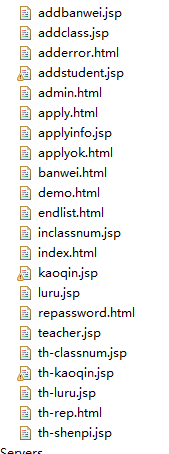 addbanwei.jsp
addclass.jsp
adderror.html
addstudent.jsp
admin.html
apply.html
applyinfo.jsp
applyok.html
banwei.html
demo.html
endlist.html
inclassnum.jsp
index.html
kaoqin.jsp
luru.jsp
repassword.html
teacher.jsp
th-classnum.jsp
th-kaoqin.jsp
th-luru.jsp
th-rep.html
th-shenpi.jsp
Servers